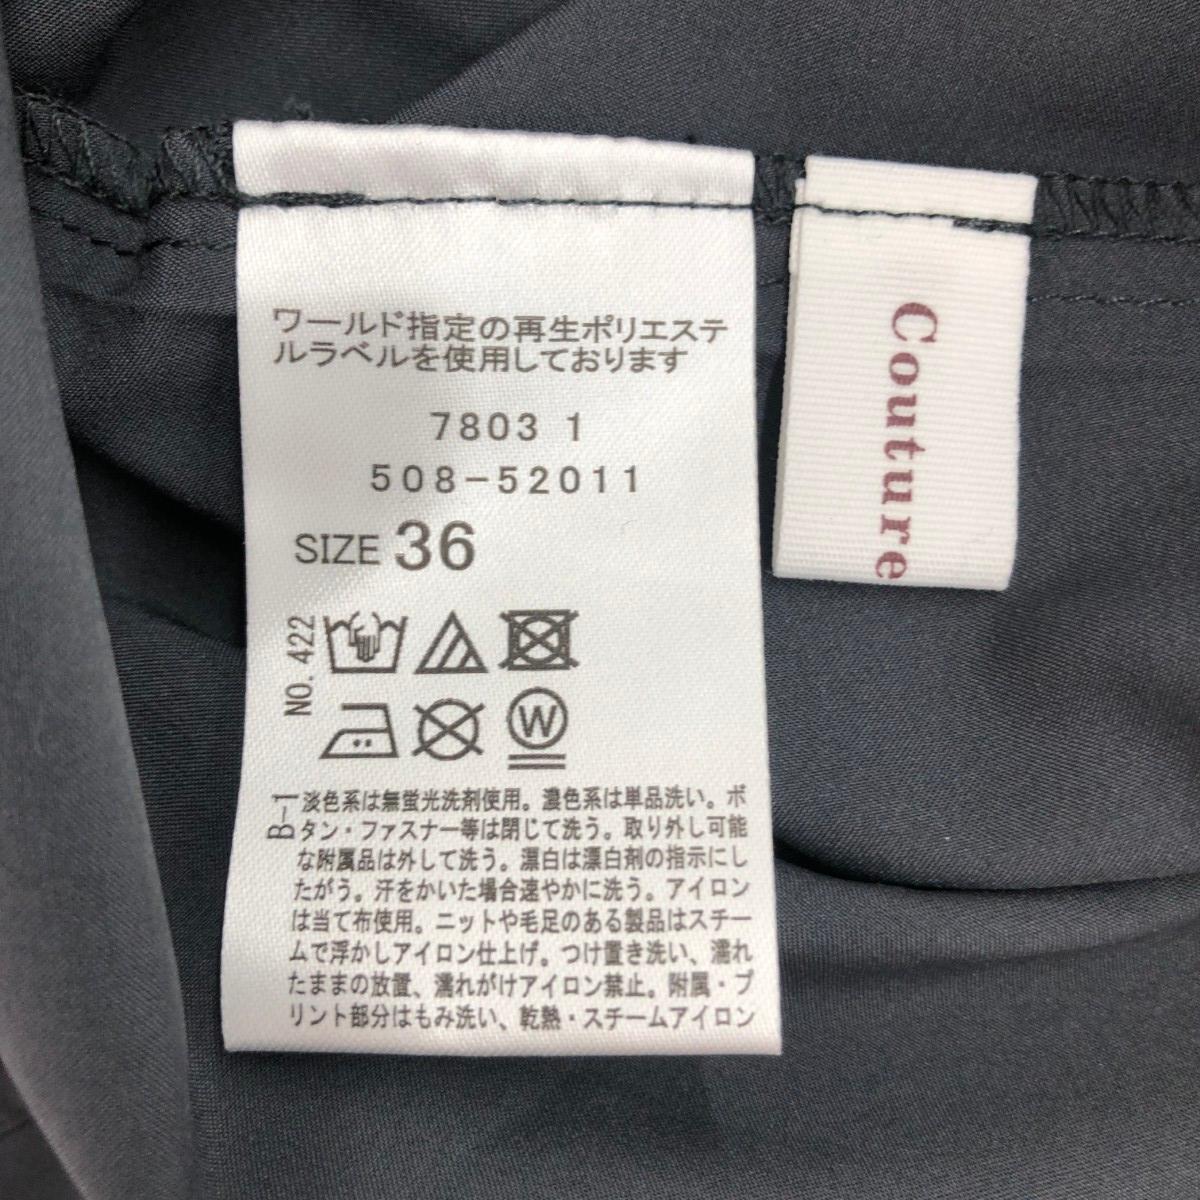 ワールド指定の再生ポリエステ
ルラベルを使用しております
7803 1
508-52011
SIZE 36
NO. 422
W
B-1
淡色系は無蛍光洗剤使用。濃色系は単品洗い。ボ
タン・ファスナー等は閉じて洗う。取り外し可能
な附属品は外して洗う。漂白は漂白剤の指示にし
たがう。汗をかいた場合速やかに洗う。アイロン
は当て布使用。ニットや毛足のある製品はスチー
ムで浮かしアイロン仕上げ。つけ置き洗い、濡れ
たままの放置、濡れがけアイロン禁止。附属・プ
リント部分はもみ洗い、乾熱・スチームアイロン
Couture